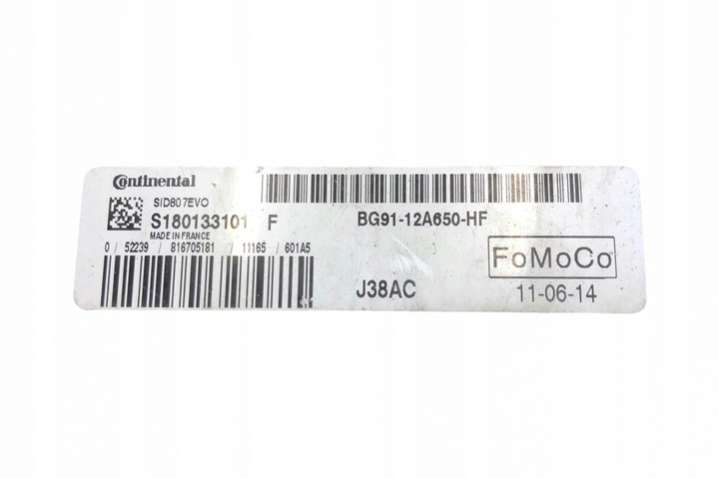 Continental
SID807EVO
S180133101 F
MADE IN FRANCE
0 / 52239 / 816705181 / 11165 / 601A5
BG91-12A650-HF
FoMoCo
J38AC
11-06-14